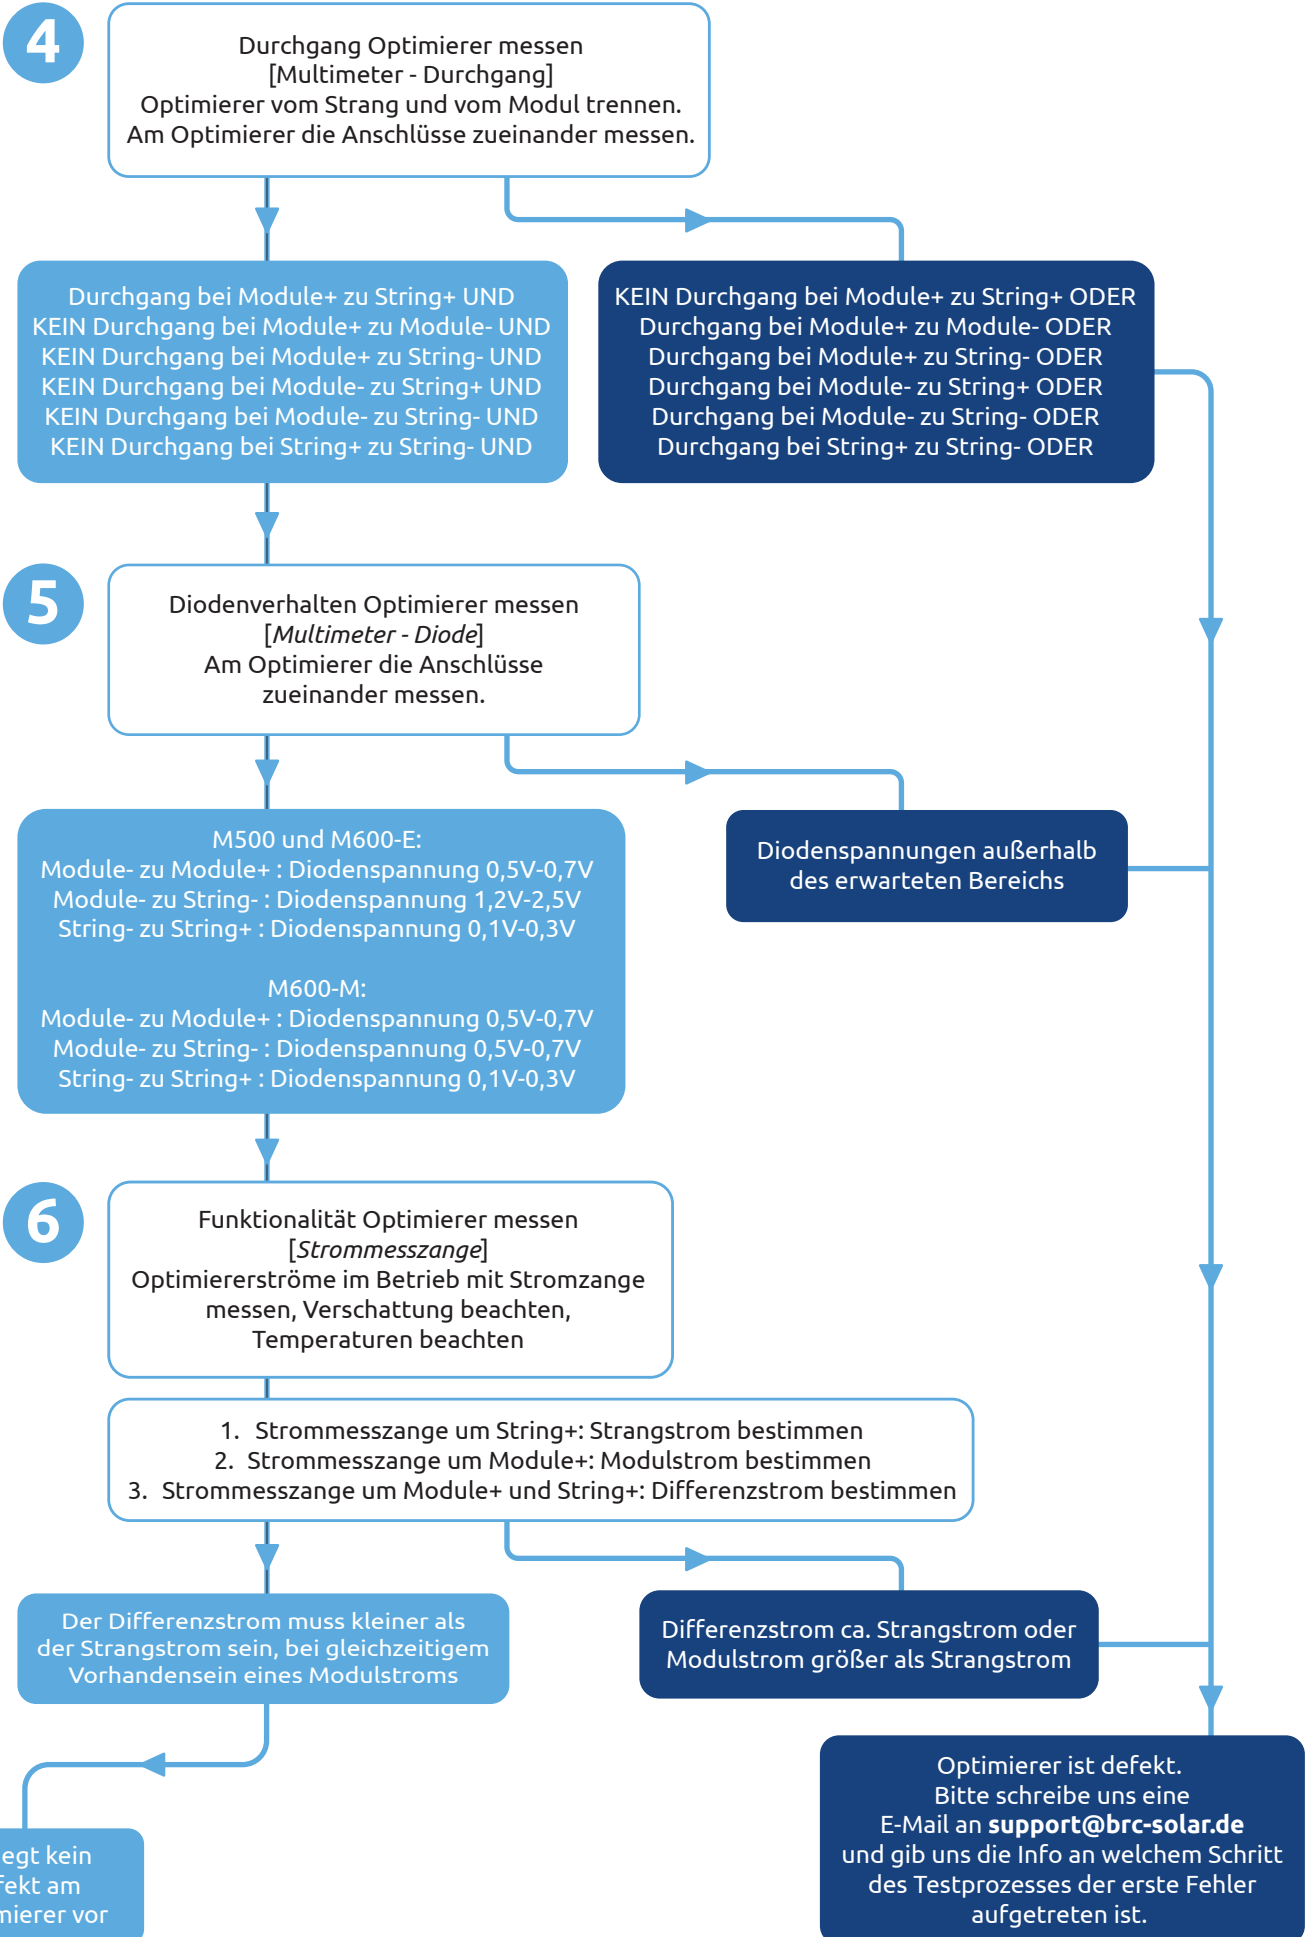 4
Durchgang Optimierer messen
[Multimeter - Durchgang]
Optimierer vom Strang und vom Modul trennen.
Am Optimierer die Anschlüsse zueinander messen.
Durchgang bei Module+ zu String+ UND
KEIN Durchgang bei Module+ zu Module- UND
KEIN Durchgang bei Module+ zu String- UND
KEIN Durchgang bei Module- zu String+ UND
KEIN Durchgang bei Module- zu String- UND
KEIN Durchgang bei String+ zu String- UND
KEIN Durchgang bei Module+ zu String+ ODER
Durchgang bei Module+ zu Module- ODER
Durchgang bei Module+ zu String- ODER
Durchgang bei Module- zu String+ ODER
Durchgang bei Module- zu String- ODER
Durchgang bei String+ zu String- ODER
5
Diodenverhalten Optimierer messen
[Multimeter - Diode]
Am Optimierer die Anschlüsse
zueinander messen.
M500 und M600-E:
Module- zu Module+ : Diodenspannung 0,5V-0,7V
Module- zu String- : Diodenspannung 1,2V-2,5V
String- zu String+ : Diodenspannung 0,1V-0,3V
M600-M:
Module- zu Module+ : Diodenspannung 0,5V-0,7V
Module- zu String- : Diodenspannung 0,5V-0,7V
String- zu String+ : Diodenspannung 0,1V-0,3V
Diodenspannungen außerhalb
des erwarteten Bereichs
6
Funktionalität Optimierer messen
[Strommesszange]
Optimiererströme im Betrieb mit Stromzange
messen, Verschattung beachten,
Temperaturen beachten
1. Strommesszange um String+: Strangstrom bestimmen
2. Strommesszange um Module+: Modulstrom bestimmen
3. Strommesszange um Module+ und String+: Differenzstrom bestimmen
Der Differenzstrom muss kleiner als
der Strangstrom sein, bei gleichzeitigem
Vorhandensein eines Modulstroms
Differenzstrom ca. Strangstrom oder
Modulstrom größer als Strangstrom
Optimierer ist defekt.
Bitte schreibe uns eine
E-Mail an support@brc-solar.de
und gib uns die Info an welchem Schritt
des Testprozesses der erste Fehler
aufgetreten ist.
kein
am
vor